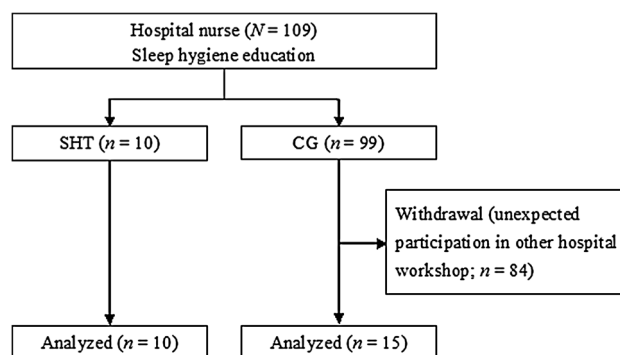 Hospital nurse (N = 109)
Sleep hygiene education
SHT (n = 10)
CG (n = 99)
Withdrawal (unexpected
participation in other hospital
workshop; n = 84)
Analyzed (n = 10)
Analyzed (n = 15)